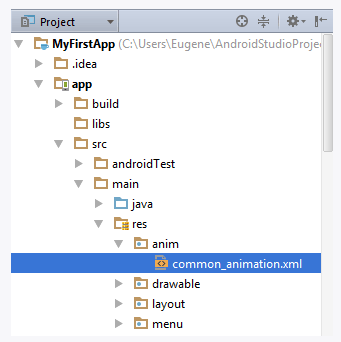 Project
MyFirstApp (C:\Users\Eugene\AndroidStudioProje
.idea
app
build
libs
src
androidTest
main
java
res
anim
common_animation.xml
drawable
layout
menu